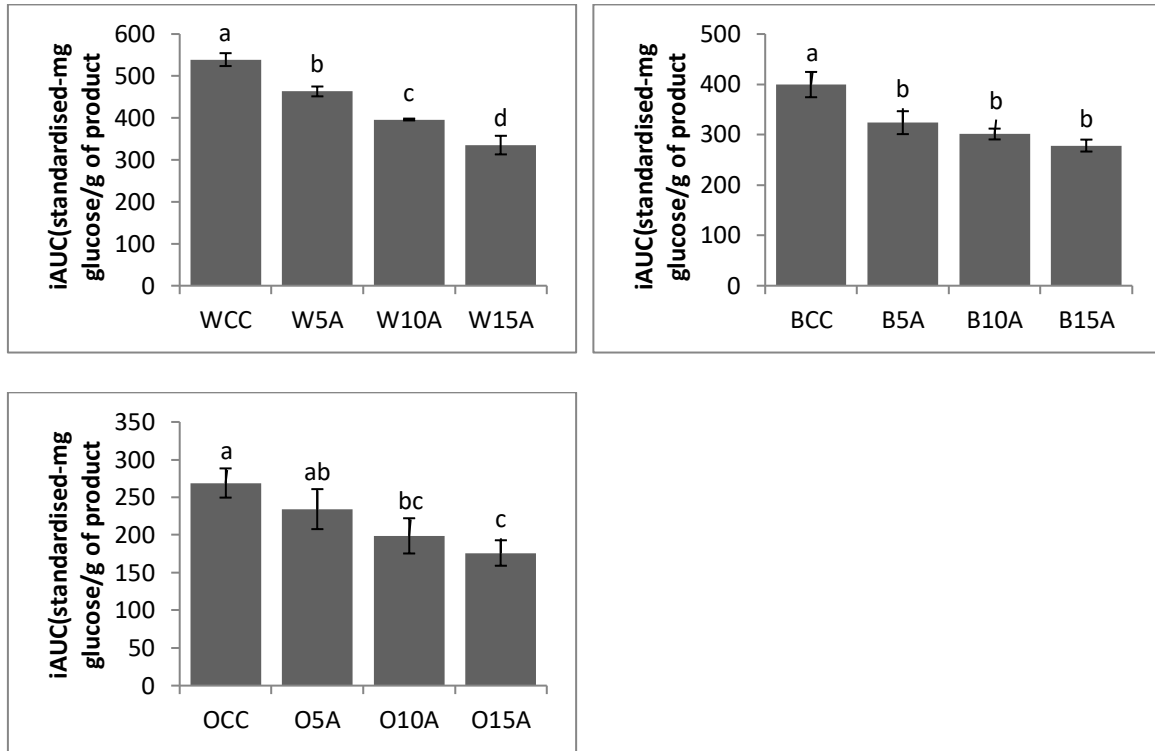 iAUC(standardised-mg
glucose/g of product
600
500
400
300
200
100
0
a
b
c
d
WCC W5A W10A W15A
iAUC(standardised-mg
glucose/g of product
500
400
300
200
100
0
a
b
b
b
BCC B5A B10A B15A
iAUC(standardised-mg
glucose/g of product
350
300
250
200
150
100
50
0
a
ab
bc
c
OCC O5A O10A O15A